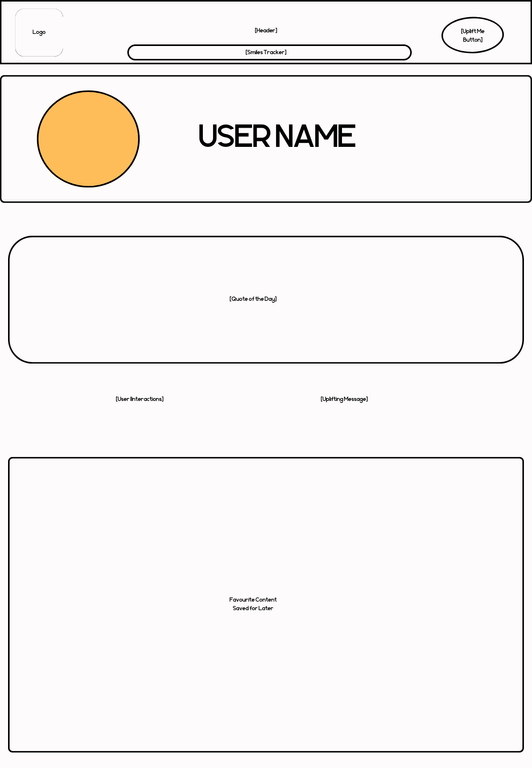 Logo
[Header]
[Smiles Tracker]
[Uplift Me
Button]
USER NAME
[Quote of the Day]
[User Interactions]
[Uplifting Message]
Favourite Content
Saved for Later